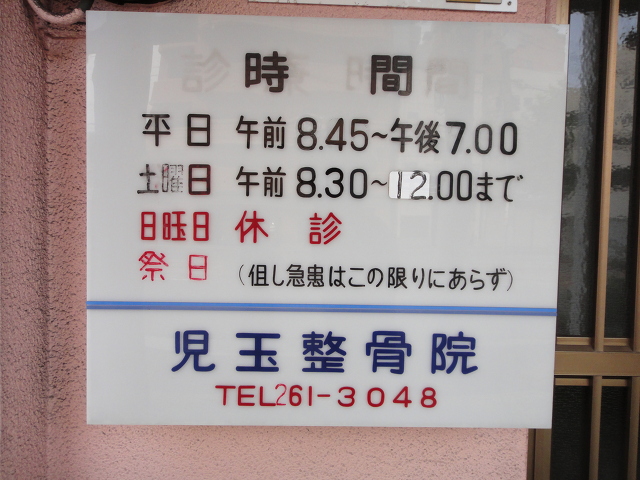 時間
平日 午前8.45~午後7.00
土曜日 午前8.30~12.00まで
日曜日 休診
祭日 (但し急患はこの限りにあらず)
児玉整骨院
TEL261-3048